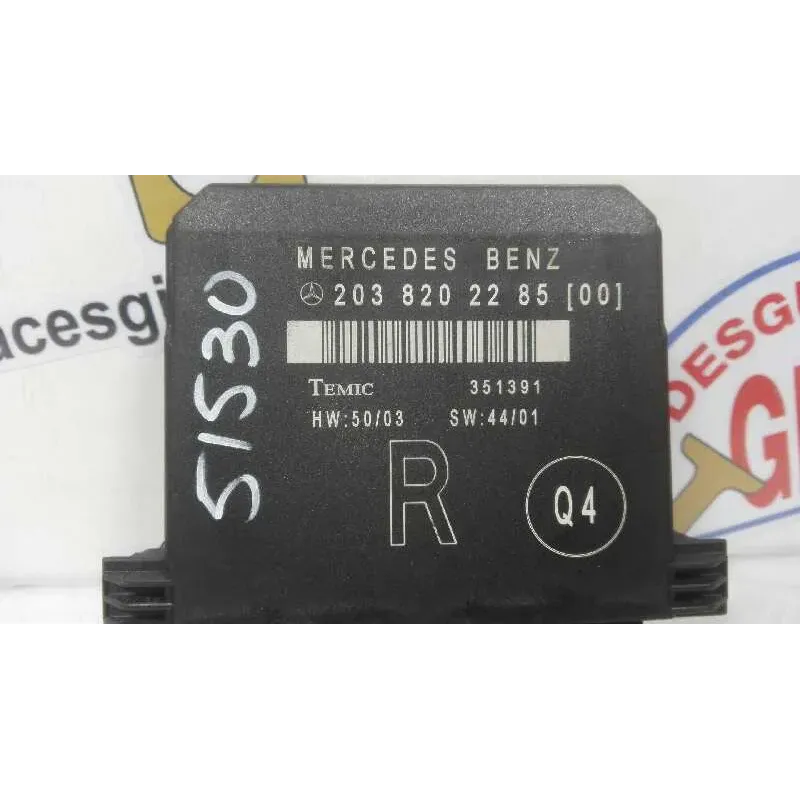 MERCEDES BENZ
203 820 22 85 [00]
TEMIC 351391
HW:50/03 SW:44/01
R
Q4
51530
acesgi
DESG
G